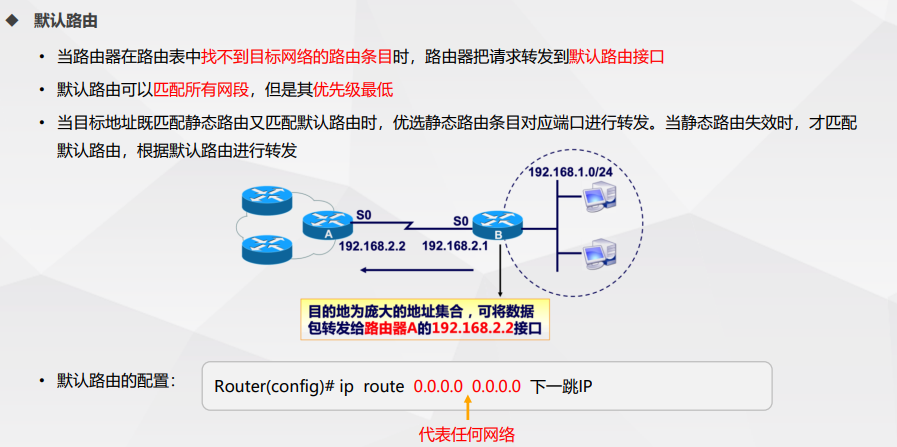 ◆ 默认路由
• 当路由器在路由表中找不到目标网络的路由条目时，路由器把请求转发到默认路由接口
• 默认路由可以匹配所有网段，但是其优先级最低
• 当目标地址既匹配静态路由又匹配默认路由时，优选静态路由条目对应端口进行转发。当静态路由失效时，才匹配
默认路由，根据默认路由进行转发
192.168.1.0/24
S0
S0
A
B
192.168.2.2
192.168.2.1
目的地为庞大的地址集合，可将数据
包转发给路由器A的192.168.2.2接口
• 默认路由的配置：
Router(config)# ip route 0.0.0.0 0.0.0.0 下一跳IP
代表任何网络